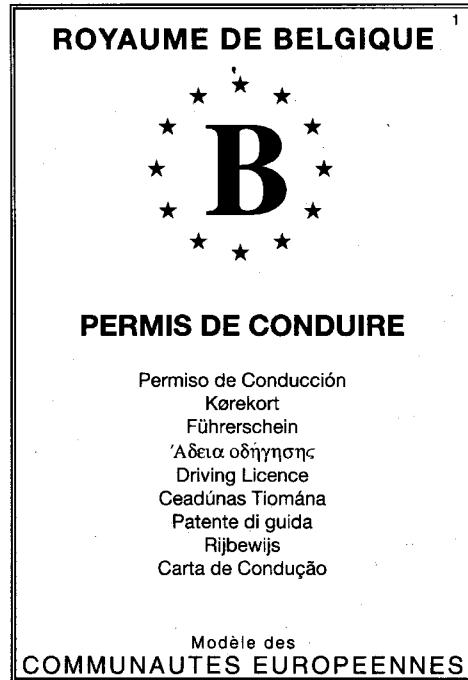 1
ROYAUME DE BELGIQUE
B
PERMIS DE CONDUIRE
Permiso de Conducción
Kørekort
Führerschein
Άδεια οδήγησης
Driving Licence
Ceadúnas Tiomána
Patente di guida
Rijbewijs
Carta de Condução
Modèle des
COMMUNAUTES EUROPEENNES